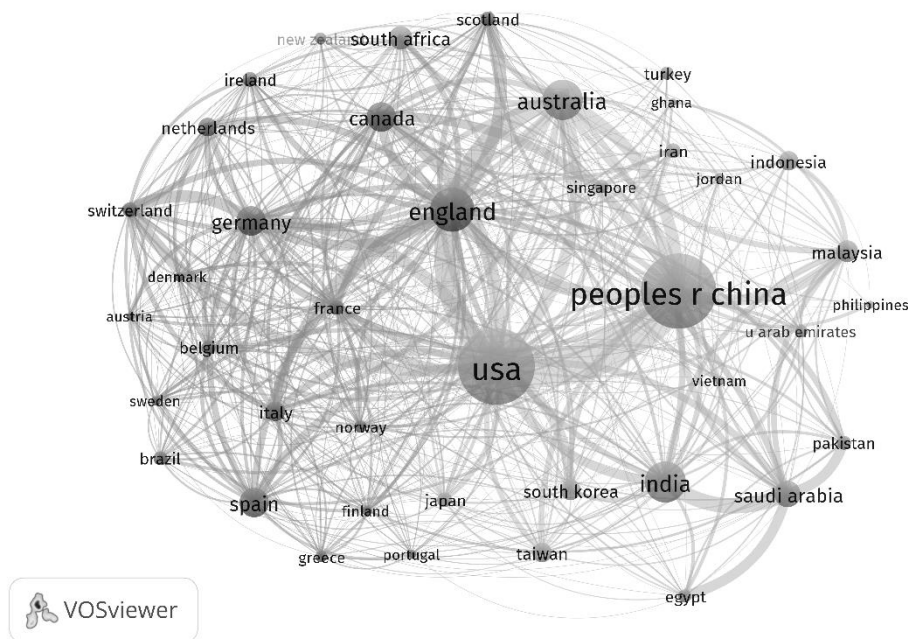 scotland
new zealand
south africa
turkey
ireland
australia
ghana
canada
netherlands
iran
indonesia
singapore
jordan
switzerland
germany
england
malaysia
denmark
peoples r china
philippines
france
austria
u arab emirates
belgium
usa
vietnam
sweden
italy
norway
pakistan
brazil
spain
japan
south korea
india
saudi arabia
finland
greece
portugal
taiwan
egypt
VOSviewer